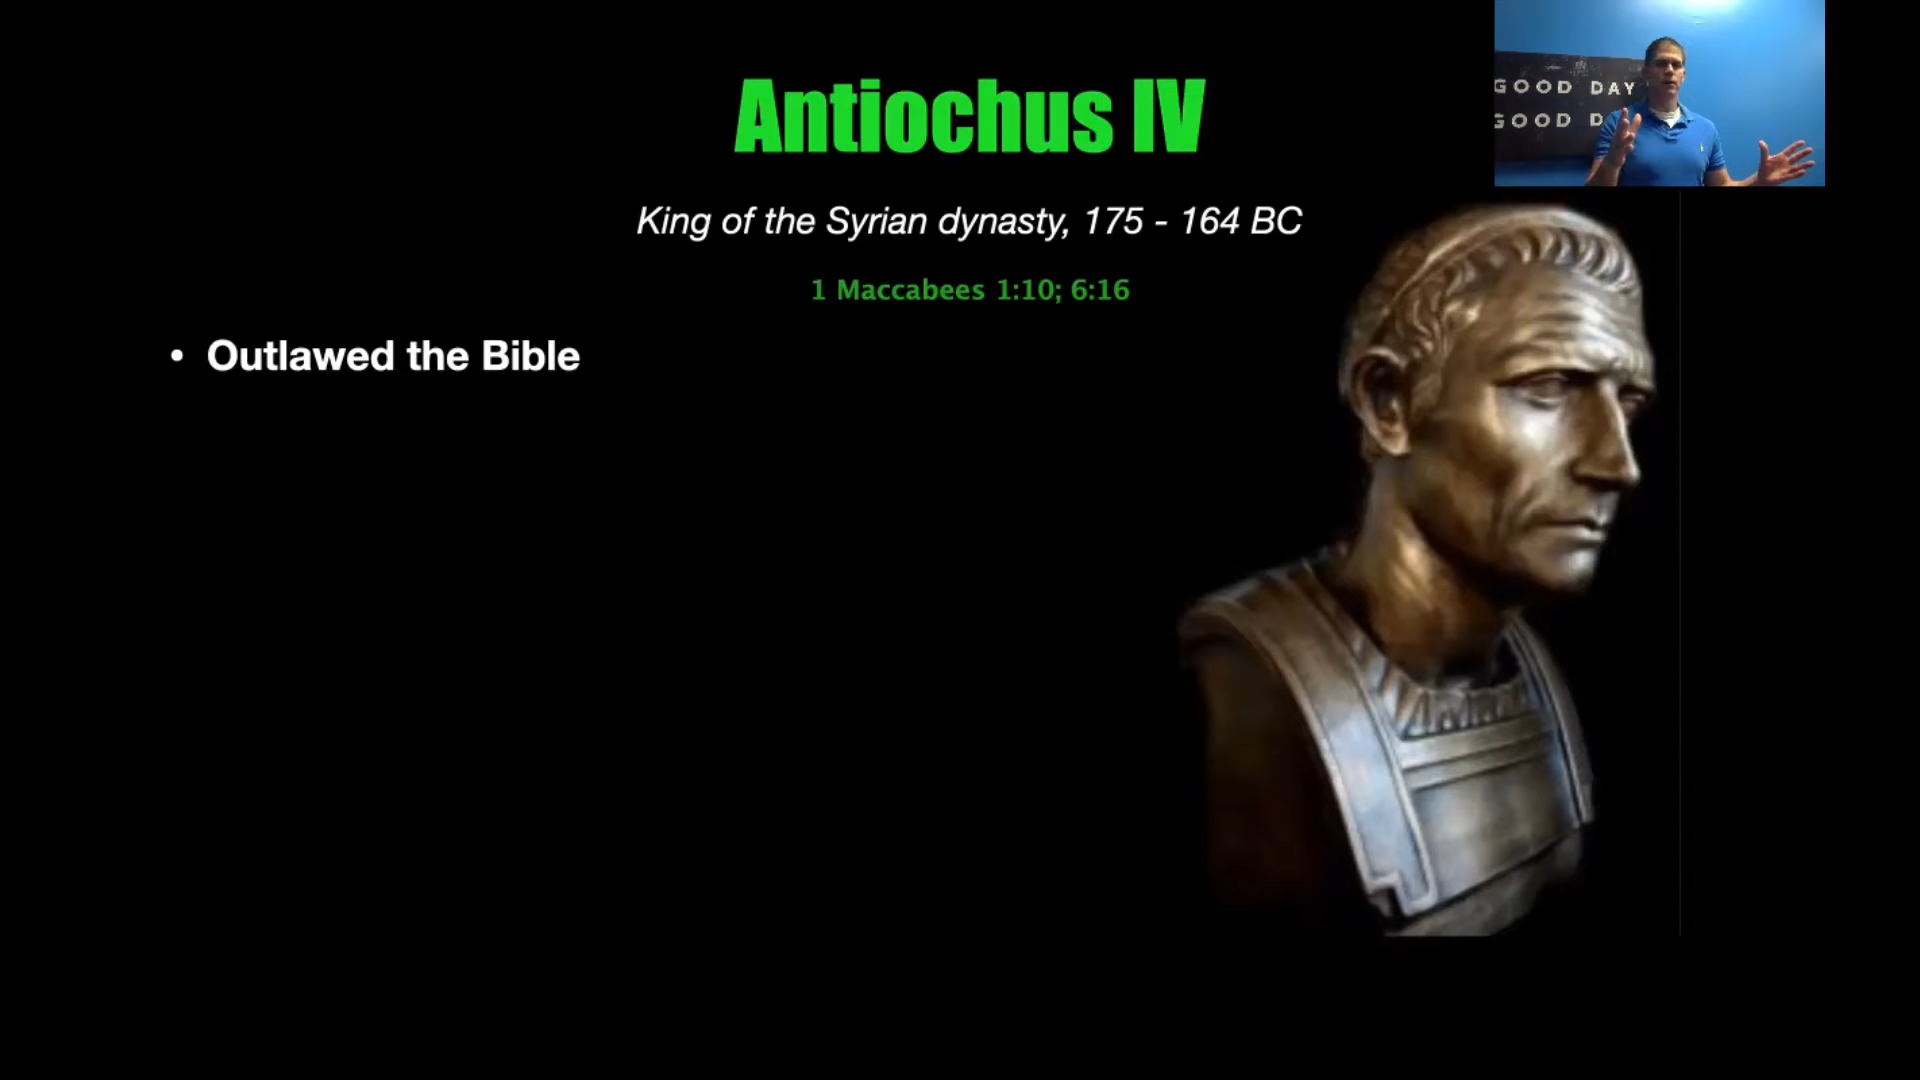 Antiochus IV
King of the Syrian dynasty, 175 - 164 BC
1 Maccabees 1:10; 6:16
• Outlawed the Bible
GOOD DAY
GOOD D